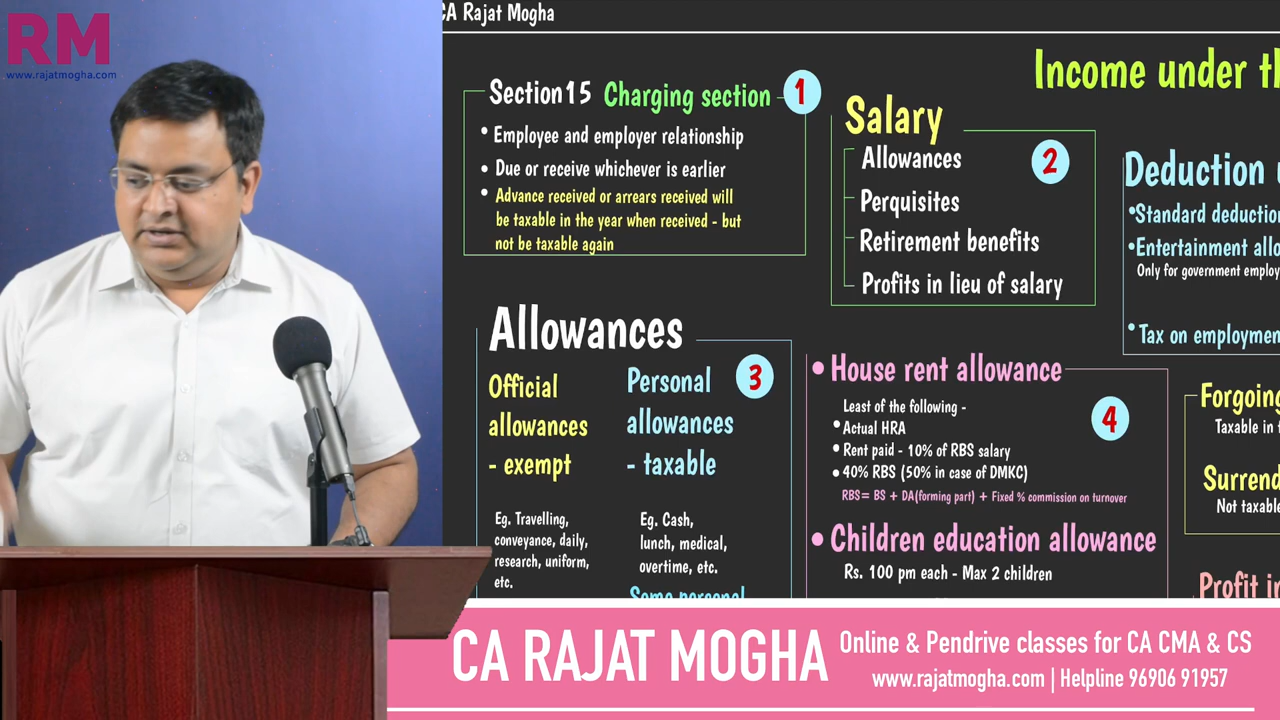 RM
www.rajatmogha.com
CA Rajat Mogha
Income under th
Section 15 Charging section
1
• Employee and employer relationship
• Due or receive whichever is earlier
• Advance received or arrears received will
be taxable in the year when received - but
not be taxable again
Salary
2
Allowances
Perquisites
Retirement benefits
Profits in lieu of salary
Deduction
•Standard deductio
•Entertainment allo
Only for government employ
• Tax on employmen
Allowances
3
Official
allowances
- exempt
Eg. Travelling,
conveyance, daily,
research, uniform,
etc.
Personal
allowances
- taxable
Eg. Cash,
lunch, medical,
overtime, etc.
Some personal
• House rent allowance
4
Least of the following -
• Actual HRA
• Rent paid - 10% of RBS salary
• 40% RBS (50% in case of DMKC)
RBS= BS + DA(forming part) + Fixed % commission on turnover
• Children education allowance
Rs. 100 pm each - Max 2 children
Forgoing
Taxable in t
Surrend
Not taxable
Profit in
CA RAJAT MOGHA
Online & Pendrive classes for CA CMA & CS
www.rajatmogha.com | Helpline 96906 91957